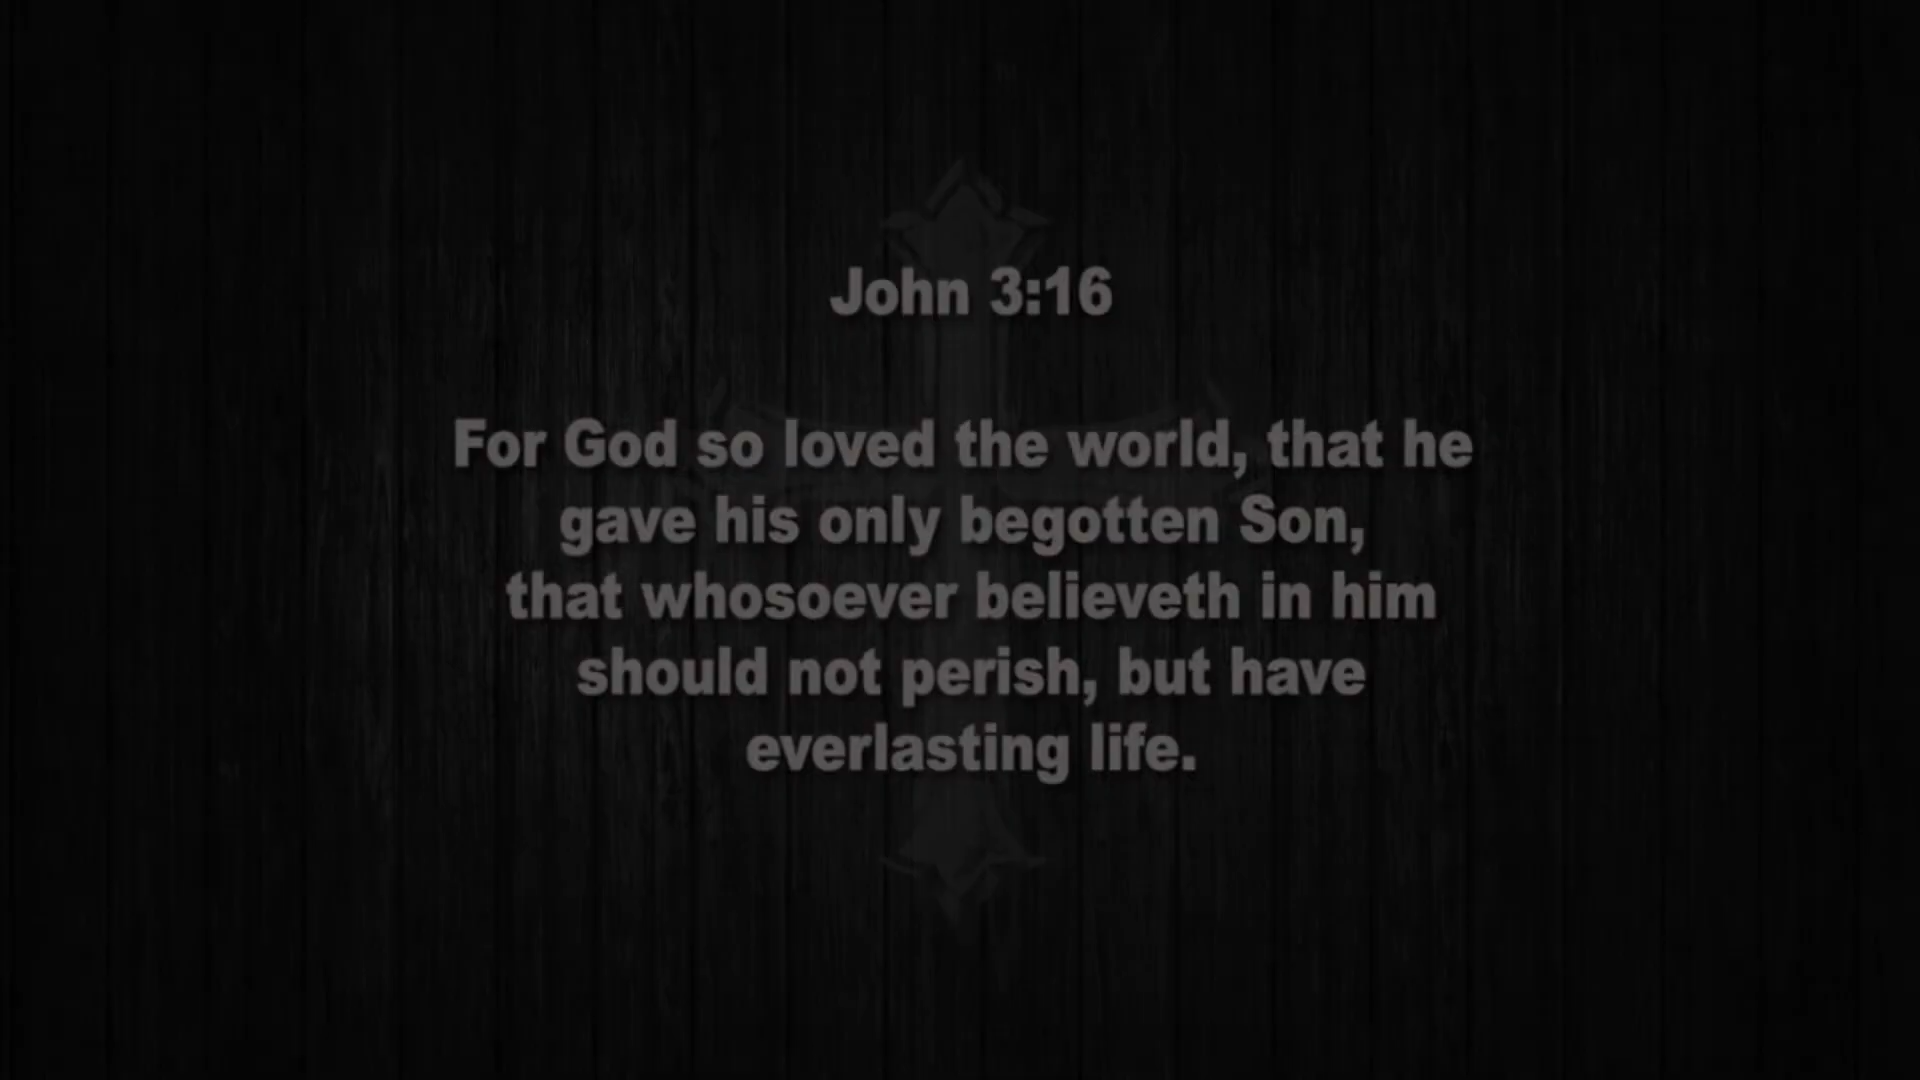 John 3:16
For God so loved the world, that he
gave his only begotten Son,
that whosoever believeth in him
should not perish, but have
everlasting life.